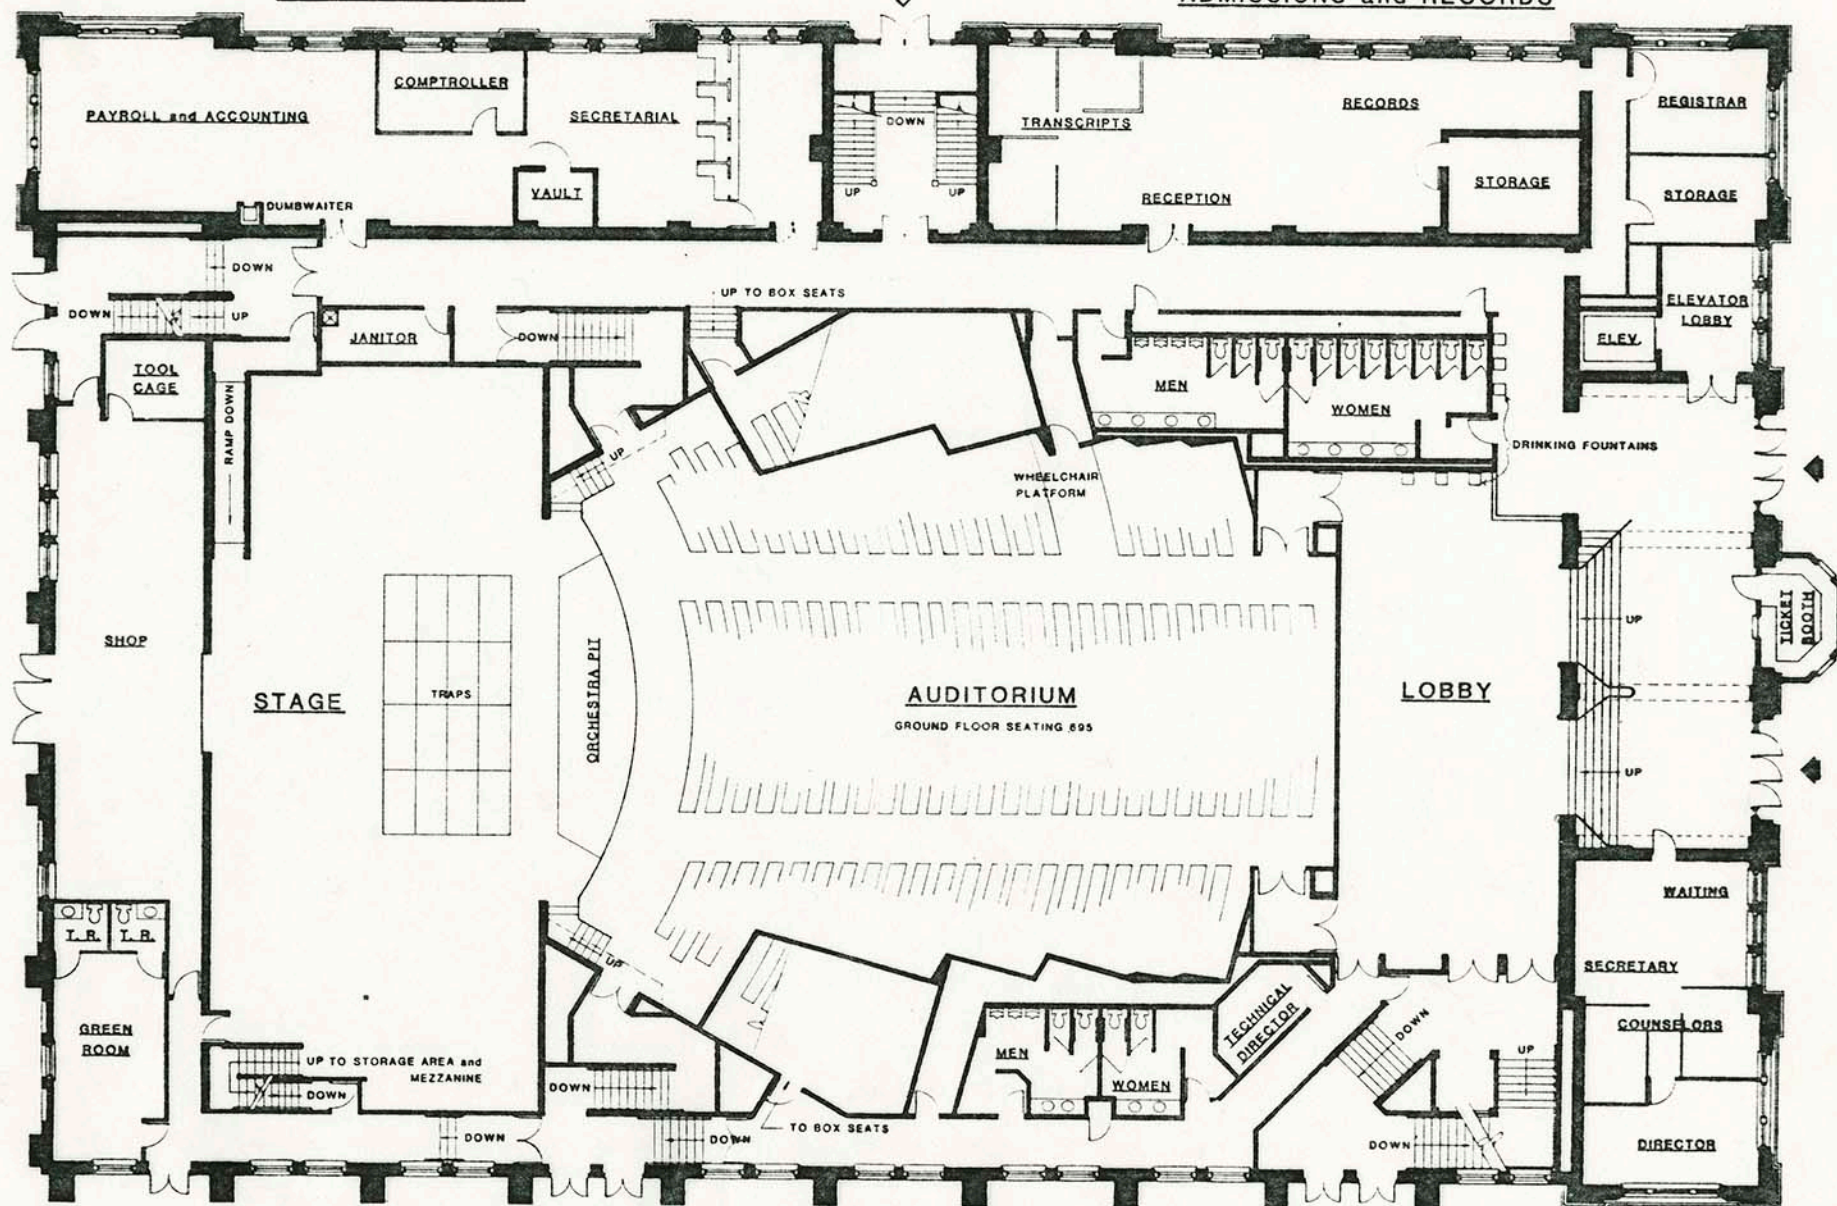 ADMISSIONS and RECORDS
COMPTROLLER
PAYROLL and ACCOUNTING
SECRETARIAL
VAULT
DUMBWAITER
DOWN
UP
UP
TRANSCRIPTS
RECORDS
RECEPTION
STORAGE
REGISTRAR
STORAGE
DOWN
DOWN
UP
UP TO BOX SEATS
JANITOR
DOWN
ELEVATOR
LOBBY
ELEV.
TOOL
CAGE
RAMP DOWN
MEN
WOMEN
DRINKING FOUNTAINS
UP
WHEELCHAIR
PLATFORM
SHOP
STAGE
TRAPS
ORCHESTRA PIT
AUDITORIUM
GROUND FLOOR SEATING 695
LOBBY
UP
UP
TICKET
BOOTH
WAITING
SECRETARY
COUNSELORS
DIRECTOR
T. R.
T. R.
GREEN
ROOM
UP
UP TO STORAGE AREA and
MEZZANINE
DOWN
DOWN
DOWN
DOWN
TO BOX SEATS
MEN
WOMEN
TECHNICAL
DIRECTOR
DOWN
UP
DOWN